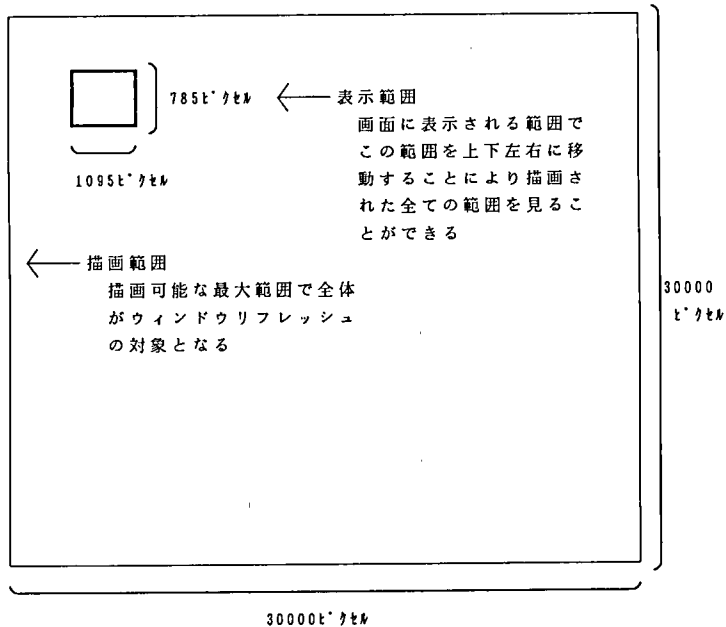 785ピクセル
表示範囲
画面に表示される範囲で
この範囲を上下左右に移
動することにより描画さ
れた全ての範囲を見るこ
とができる
1095ピクセル
描画範囲
描画可能な最大範囲で全体
がウィンドウリフレッシュ
の対象となる
30000
ピクセル
30000ピクセル